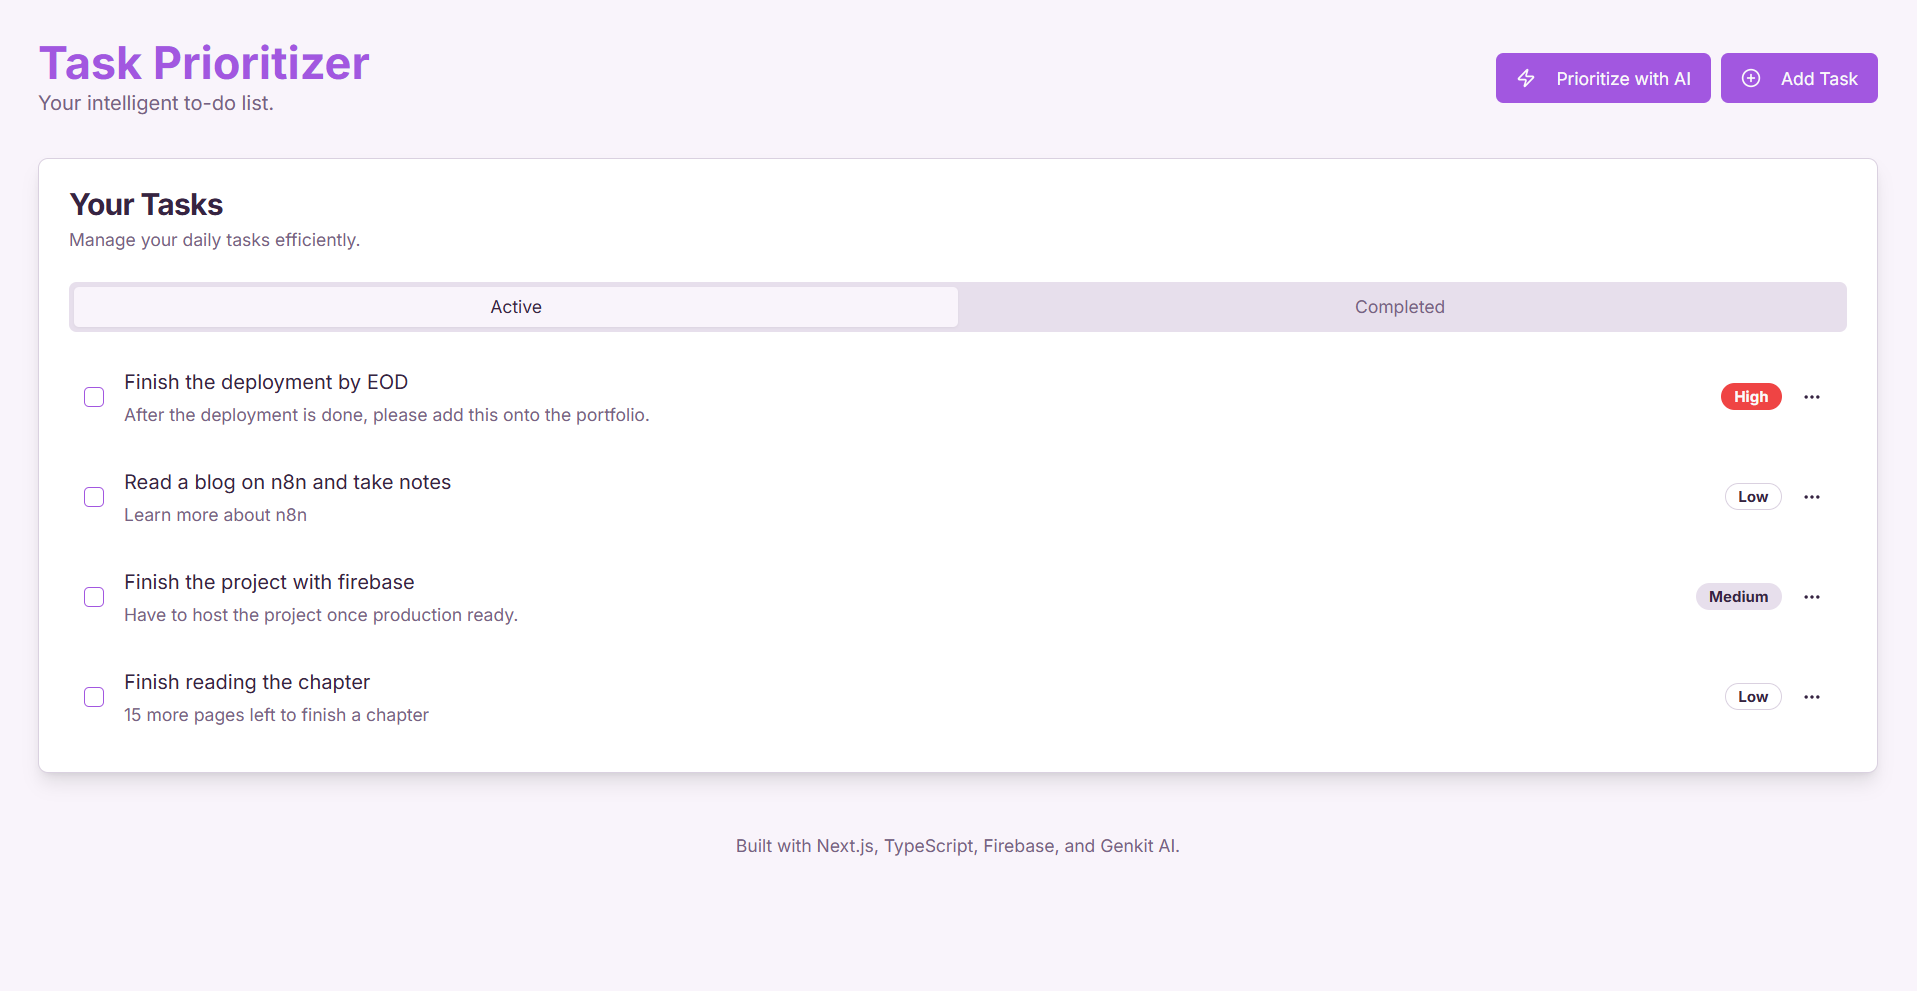 Task Prioritizer
Your intelligent to-do list.
Prioritize with AI
Add Task
Your Tasks
Manage your daily tasks efficiently.
Active
Completed
Finish the deployment by EOD
After the deployment is done, please add this onto the portfolio.
High
Read a blog on n8n and take notes
Learn more about n8n
Low
Finish the project with firebase
Have to host the project once production ready.
Medium
Finish reading the chapter
15 more pages left to finish a chapter
Low
Built with Next.js, TypeScript, Firebase, and Genkit AI.